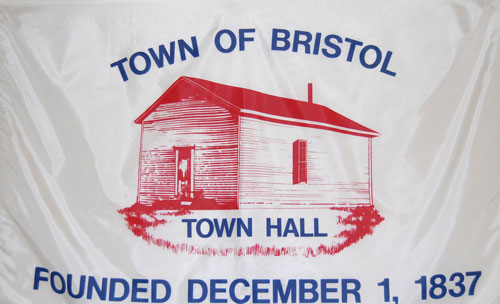 TOWN OF BRISTOL
TOWN HALL
FOUNDED DECEMBER 1, 1837